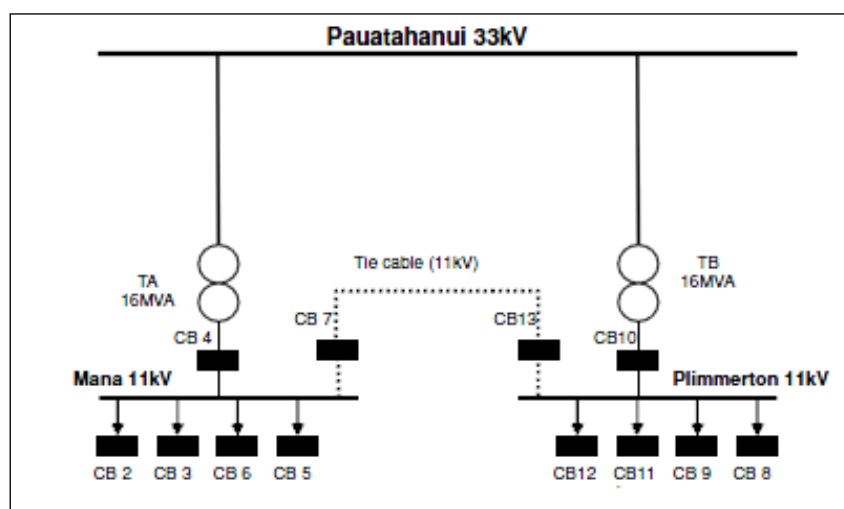 Pauatahanui 33kV
Tie cable (11kV)
TA
16MVA
TB
16MVA
CB 7
CB13
CB 4
CB10
Mana 11kV
Plimmerton 11kV
CB 2
CB 3
CB 6
CB 5
CB12
CB11
CB 9
CB 8